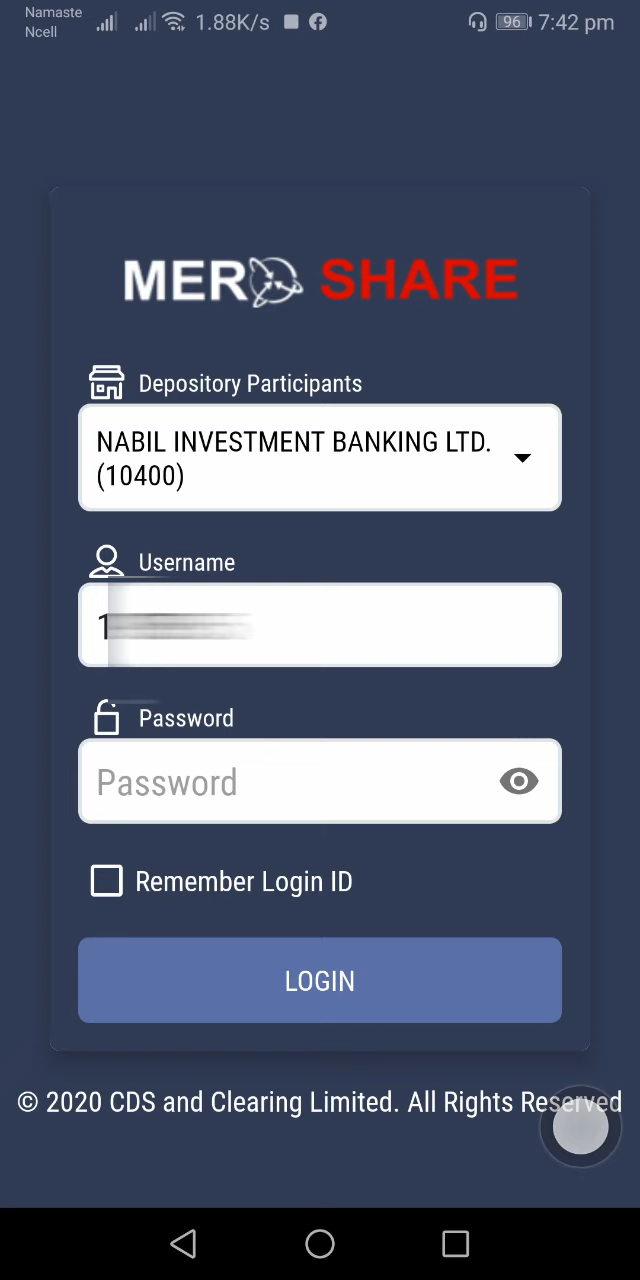 Namaste
Ncell
1.88K/s
96
7:42 pm
MERO SHARE
Depository Participants
NABIL INVESTMENT BANKING LTD.
(10400)
Username
1
Password
Password
Remember Login ID
LOGIN
© 2020 CDS and Clearing Limited. All Rights Reserved